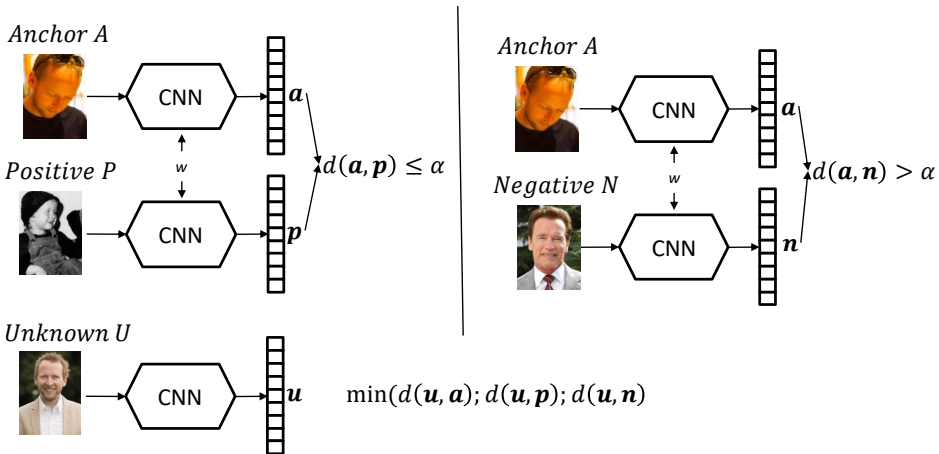 Anchor A
CNN
a
w
d(a, p) ≤ α
Positive P
CNN
p
Anchor A
CNN
a
w
d(a, n) > α
Negative N
CNN
n
Unknown U
CNN
u
min(d(u, a); d(u, p); d(u, n)